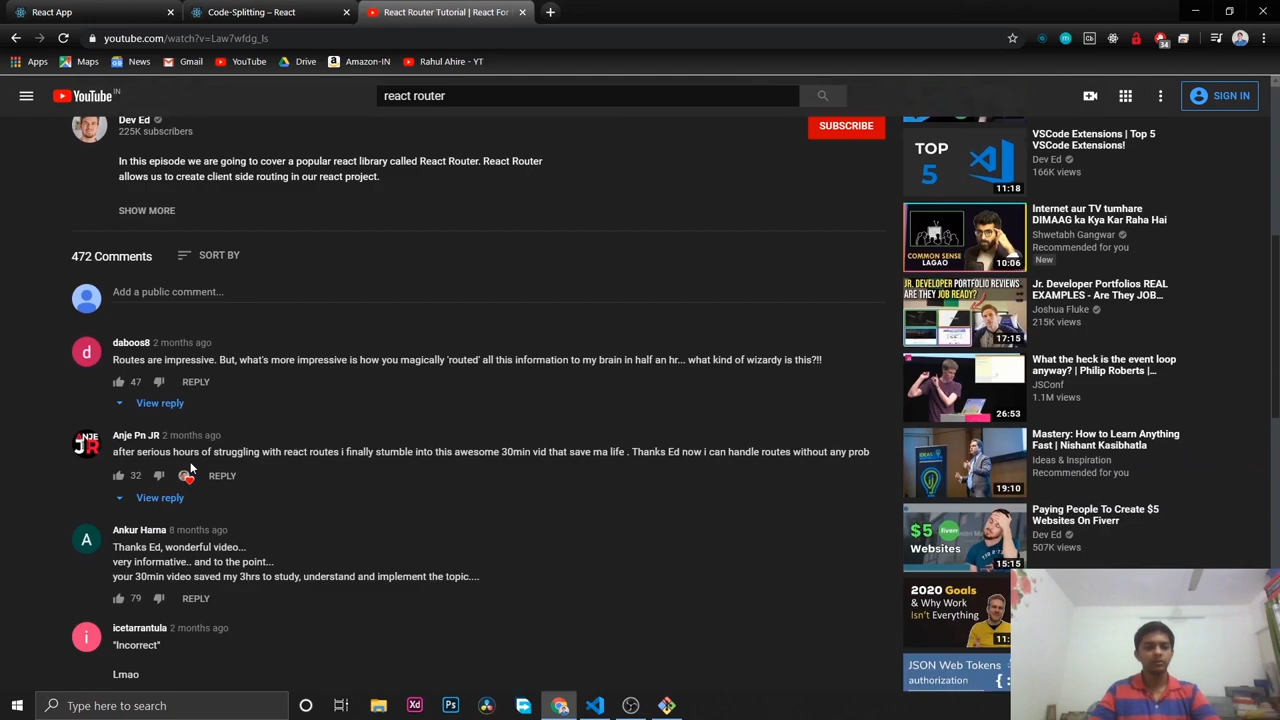 React App
Code-Splitting – React
React Router Tutorial | React For
youtube.com/watch?v=Law7wfdg_ls
34
Apps
Maps
News
Gmail
YouTube
Drive
Amazon-IN
Rahul Ahire - YT
YouTube IN
react router
SIGN IN
Dev Ed
225K subscribers
SUBSCRIBE
In this episode we are going to cover a popular react library called React Router. React Router
allows us to create client side routing in our react project.
SHOW MORE
472 Comments
SORT BY
Add a public comment...
d
daboos8 2 months ago
Routes are impressive. But, what's more impressive is how you magically 'routed' all this information to my brain in half an hr... what kind of wizardy is this?!!
47
REPLY
View reply
ANJE JR
Anje Pn JR 2 months ago
after serious hours of struggling with react routes i finally stumble into this awesome 30min vid that save ma life . Thanks Ed now i can handle routes without any prob
32
REPLY
View reply
A
Ankur Harna 8 months ago
Thanks Ed, wonderful video...
very informative.. and to the point...
your 30min video saved my 3hrs to study, understand and implement the topic....
79
REPLY
i
icetarrantula 2 months ago
"Incorrect"
Lmao
TOP
5
11:18
VSCode Extensions | Top 5
VSCode Extensions!
Dev Ed
166K views
COMMON SENSE
LAGAO
10:06
Internet aur TV tumhare
DIMAAG ka Kya Kar Raha Hai
Shwetabh Gangwar
Recommended for you
New
JR. DEVELOPER PORTFOLIO REVIEWS
ARE THEY JOB READY?
17:15
Jr. Developer Portfolios REAL
EXAMPLES - Are They JOB...
Joshua Fluke
215K views
26:53
What the heck is the event loop
anyway? | Philip Roberts |...
JSConf
1.1M views
IDEAS
19:10
Mastery: How to Learn Anything
Fast | Nishant Kasibhatla
Ideas & Inspiration
Recommended for you
$5
Websites
15:15
Paying People To Create $5
Websites On Fiverr
Dev Ed
507K views
2020 Goals
& Why Work
Isn't Everything
11:
JSON Web Tokens
authorization
Type here to search
Xd
Ps